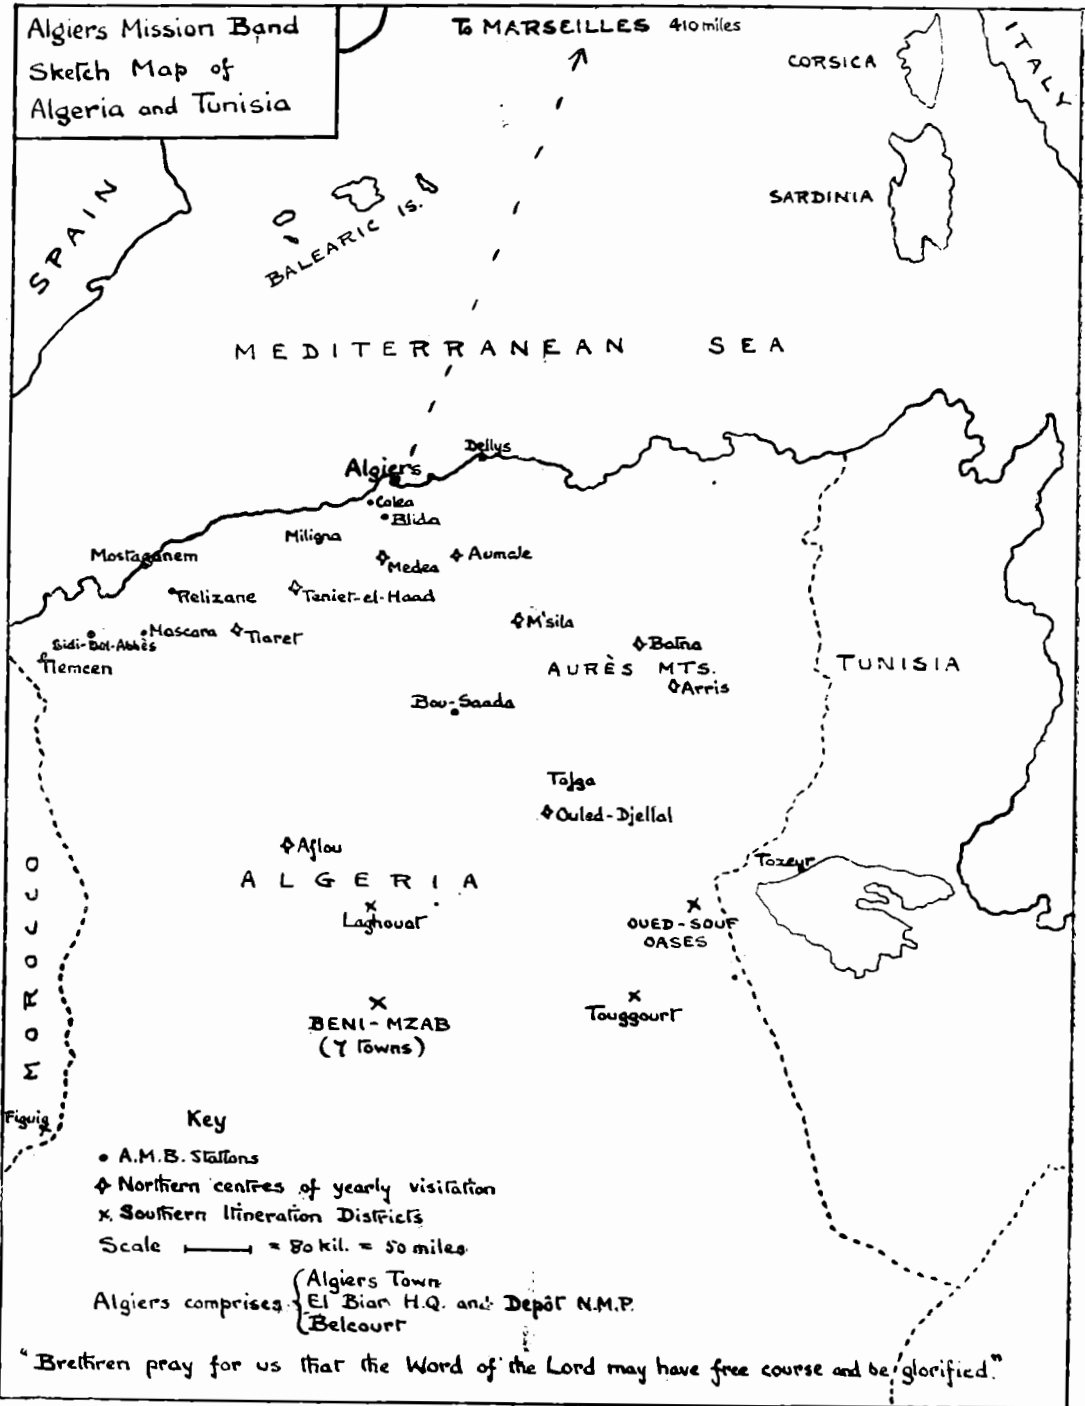 Algiers Mission Band
Sketch Map of
Algeria and Tunisia
To MARSEILLES 410 miles
CORSICA
ITALY
SARDINIA
SPAIN
BALEARIC IS.
MEDITERRANEAN SEA
Dellys
Algiers
Colea
Blida
Miligna
Mostaganem
Medea
Aumale
Relizane
Teniet-el-Haad
M'sila
Mascara
Tiaret
Sidi-Bel-Abbès
Batna
Tlemcen
AURÈS MTS.
TUNISIA
Arris
Bou-Saada
Tolga
Ouled-Djellal
Aflou
Tozeur
ALGERIA
MOROCCO
Laghouat
OUED-SOUF
OASES
BENI-MZAB
(7 Towns)
Touggourt
Figuig
Key
A.M.B. Stations
Northern centres of yearly visitation
x. Southern Itineration Districts
Scale = 80 kil. = 50 miles.
Algiers comprises
Algiers Town
El Biar H.Q. and Depôt N.M.P.
Belcourt
"Brethren pray for us that the Word of the Lord may have free course and be glorified."